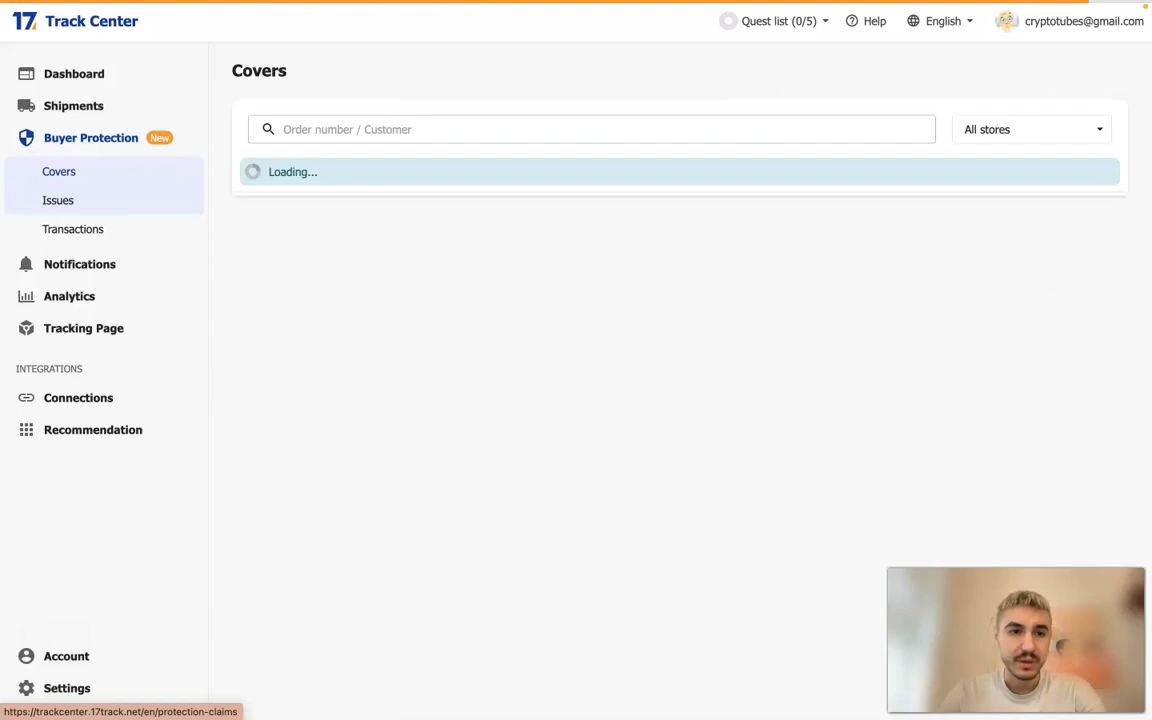 17 Track Center
Quest list (0/5)
Help
English
cryptotubes@gmail.com
Dashboard
Shipments
Buyer Protection New
Covers
Issues
Transactions
Notifications
Analytics
Tracking Page
INTEGRATIONS
Connections
Recommendation
Account
Settings
https://trackcenter.17track.net/en/protection-claims
Covers
Order number / Customer
All stores
Loading...